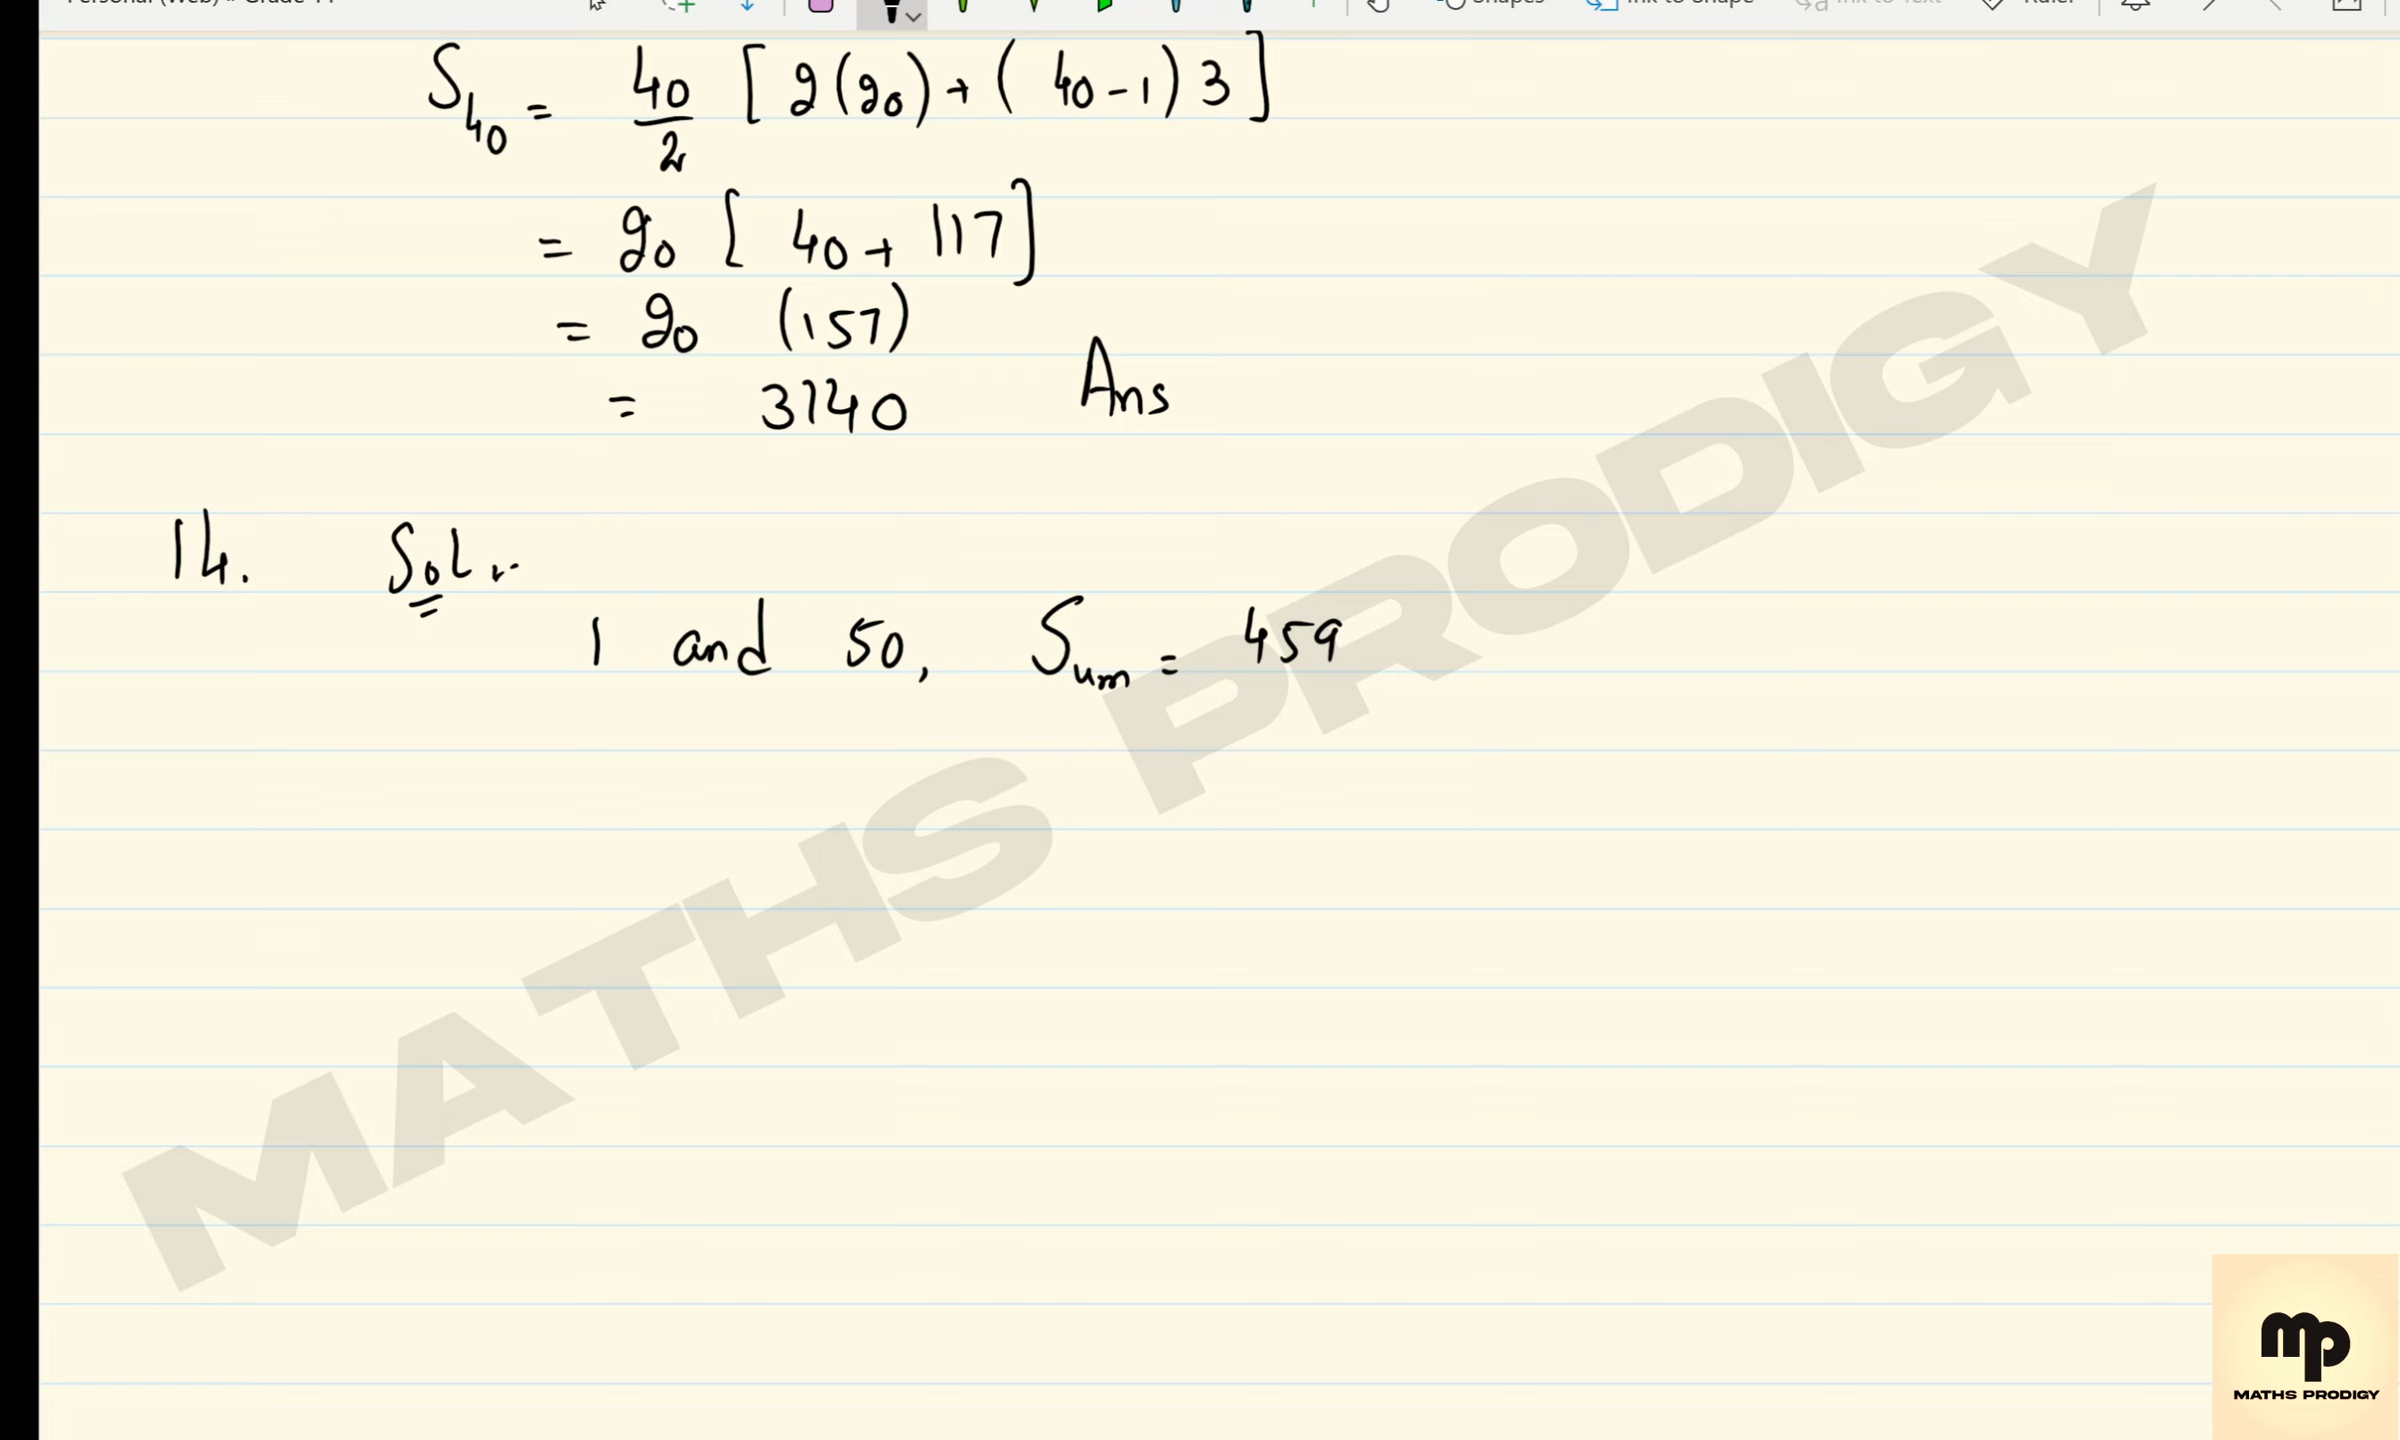 S₄₀ = 40/2 [ 2(20) + ( 40 - 1) 3 ]
= 20 [ 40 + 117 ]
= 20 (157)
= 3140 Ans
14. Sol:-
1 and 50, Sum = 459
MATHS PRODIGY
mp
MATHS PRODIGY